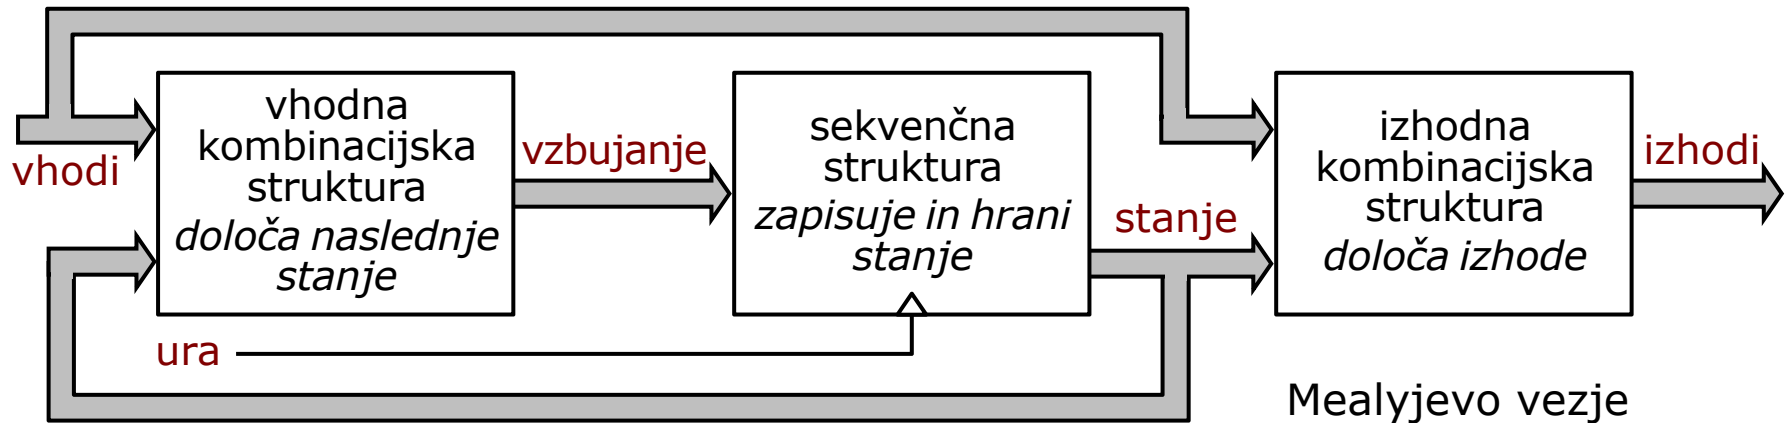 vhodi
vhodna
kombinacijska
struktura
določa naslednje
stanje
vzbujanje
sekvenčna
struktura
zapisuje in hrani
stanje
stanje
izhodna
kombinacijska
struktura
določa izhode
izhodi
ura
Mealyjevo vezje